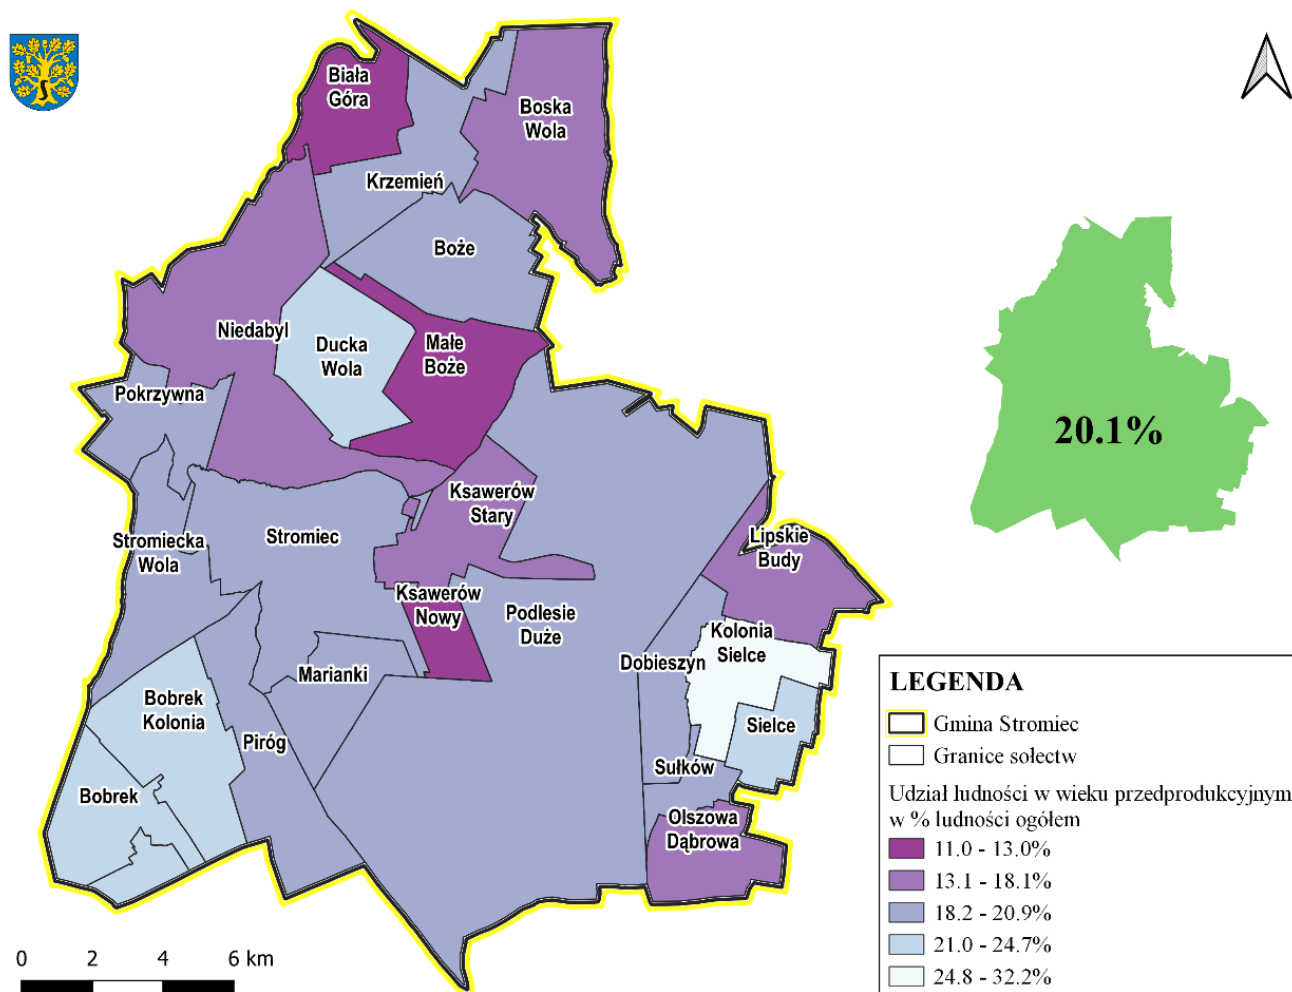 Biała
Góra
Boska
Wola
Krzemień
Boże
Niedabyl
Ducka
Wola
Małe
Boże
Pokrzywna
20.1%
Ksawerów
Stary
Stromiecka
Wola
Stromiec
Lipskie
Budy
Ksawerów
Nowy
Podlesie
Duże
Kolonia
Sielce
Dobieszyn
Marianki
Bobrek
Kolonia
Piróg
Sielce
Sułków
Bobrek
Olszowa
Dąbrowa
LEGENDA
Gmina Stromiec
Granice sołectw
Udział ludności w wieku przedprodukcyjnym
w % ludności ogółem
11.0 - 13.0%
13.1 - 18.1%
18.2 - 20.9%
21.0 - 24.7%
24.8 - 32.2%
0 2 4 6 km